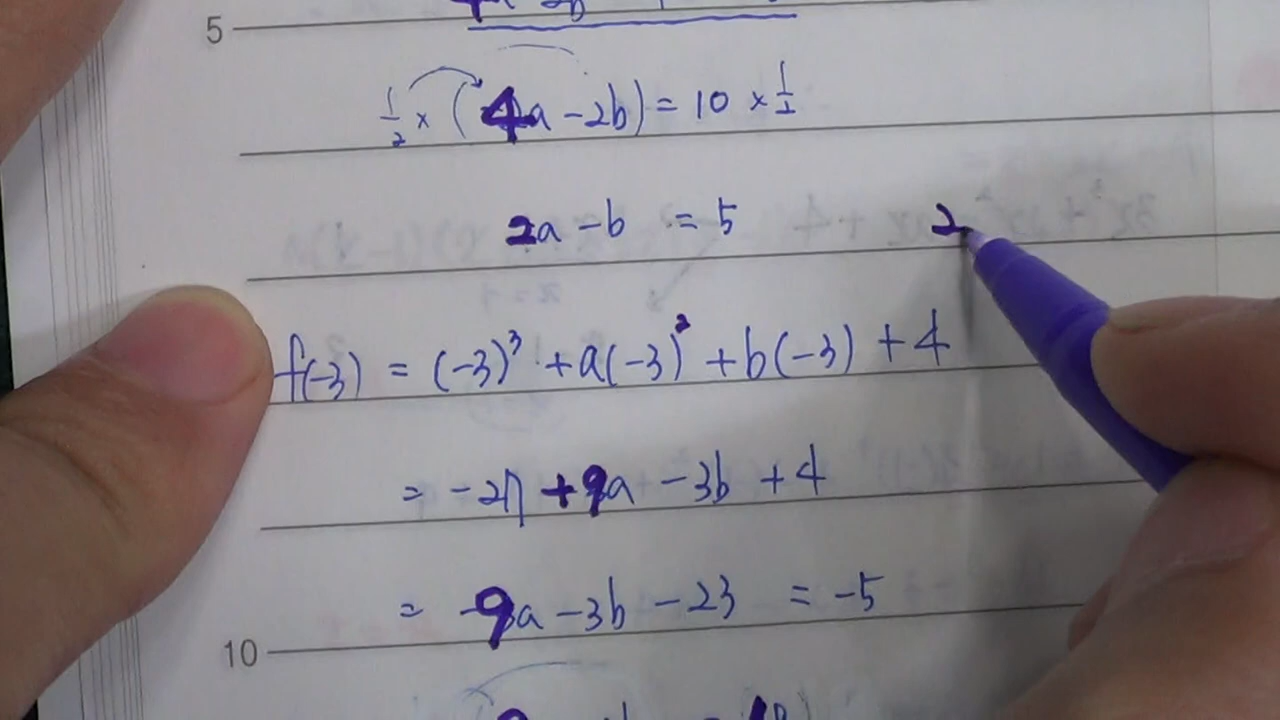 5
½ × (4a - 2b) = 10 × ½
2a - b = 5
2
f(-3) = (-3)³ + a(-3)² + b(-3) + 4
= -27 + 9a - 3b + 4
= 9a - 3b - 23 = -5
10